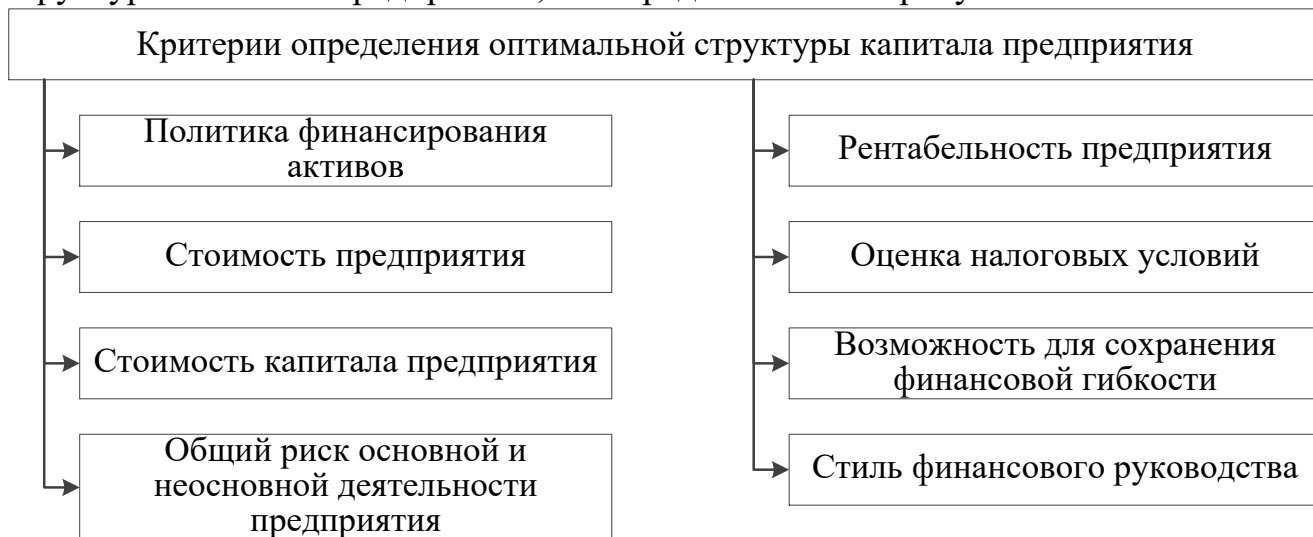 Критерии определения оптимальной структуры капитала предприятия
Политика финансирования
активов
Стоимость предприятия
Стоимость капитала предприятия
Общий риск основной и
неосновной деятельности
предприятия
Рентабельность предприятия
Оценка налоговых условий
Возможность для сохранения
финансовой гибкости
Стиль финансового руководства